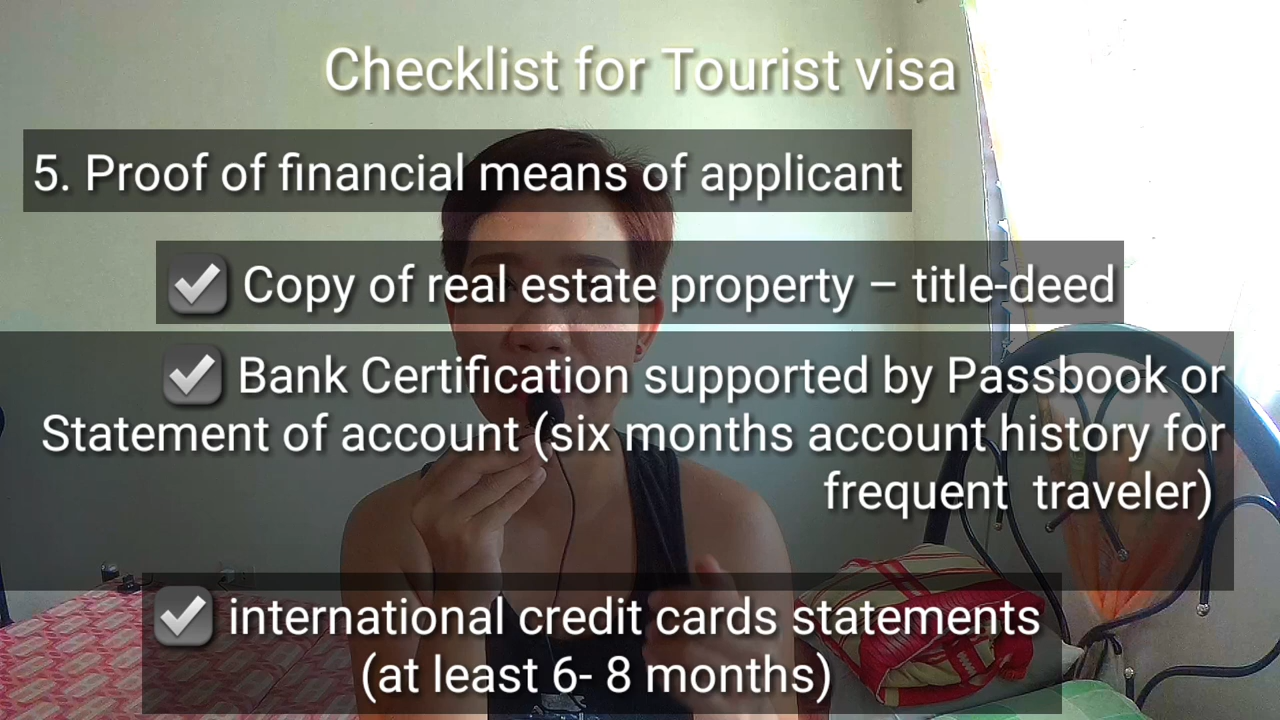 Checklist for Tourist visa
5. Proof of financial means of applicant
Copy of real estate property – title-deed
Bank Certification supported by Passbook or
Statement of account (six months account history for
frequent traveler)
international credit cards statements
(at least 6- 8 months)